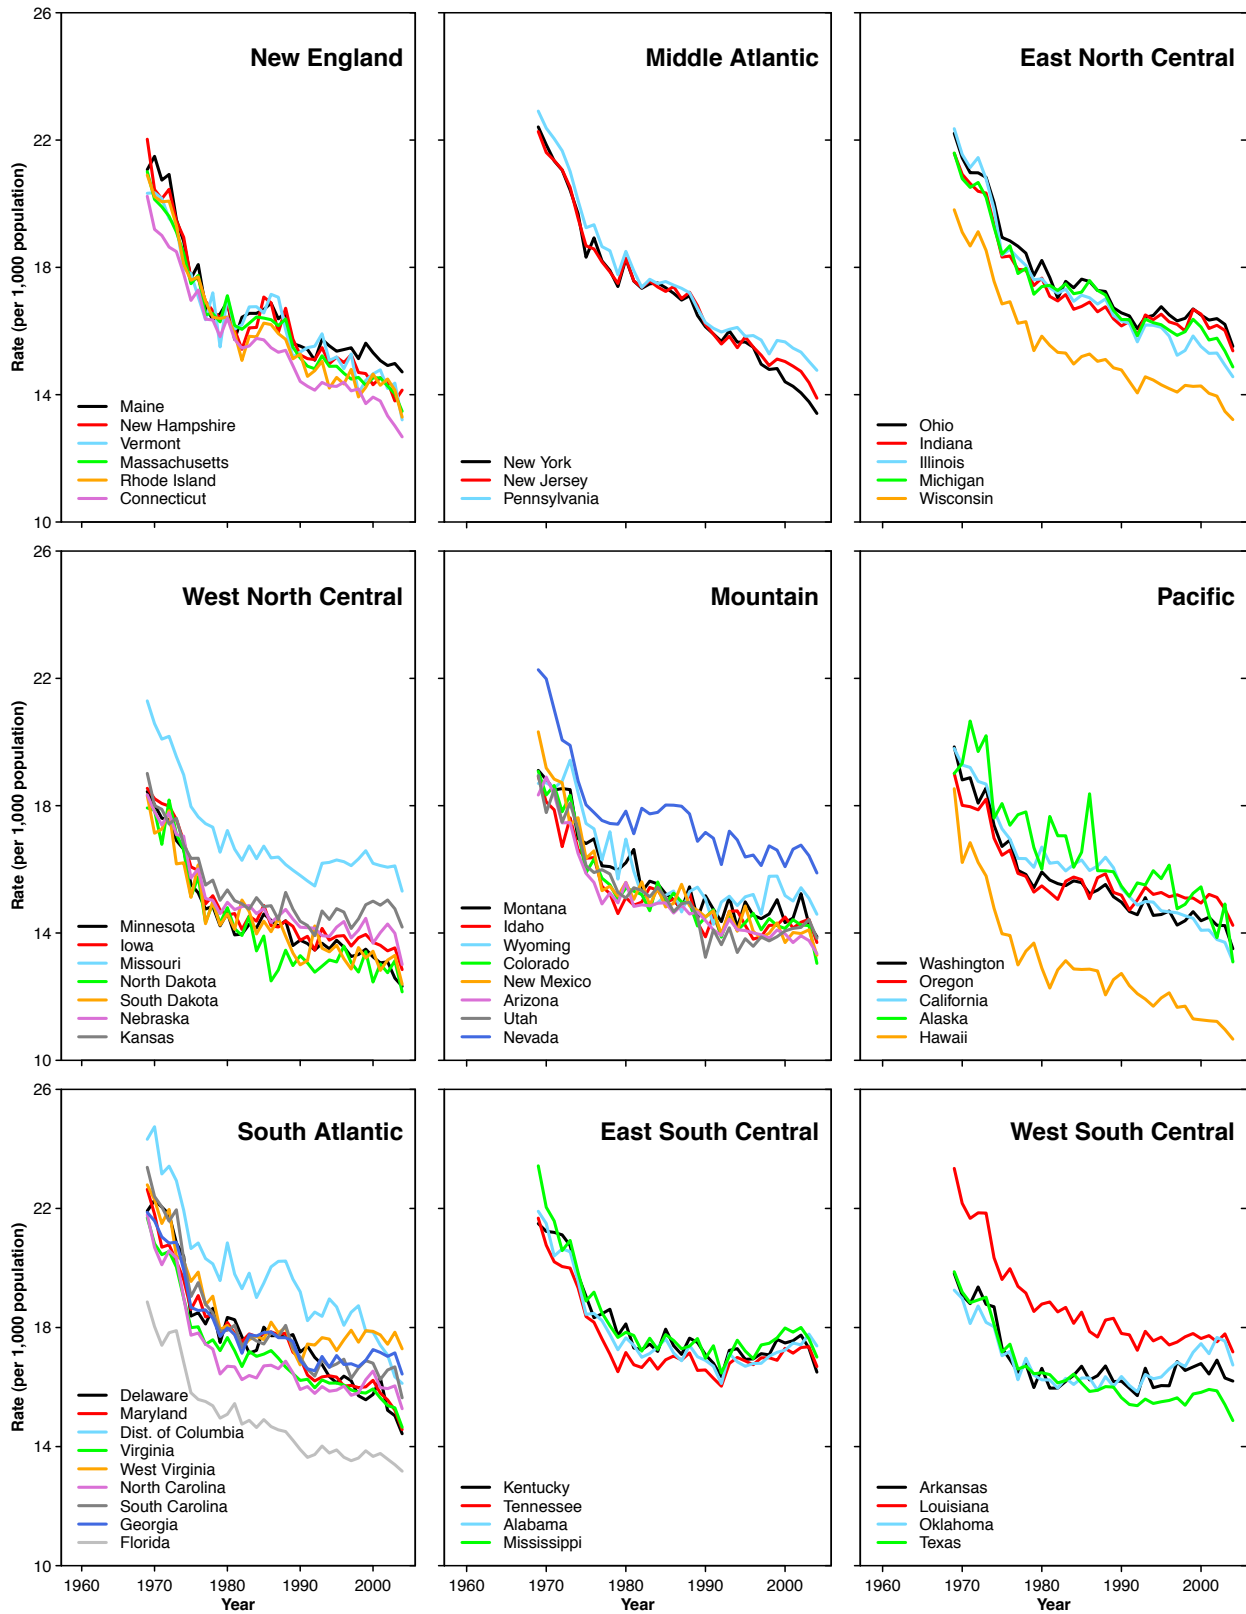 New England
Middle Atlantic
East North Central
26
22
18
14
10
Rate (per 1,000 population)
Maine
New Hampshire
Vermont
Massachusetts
Rhode Island
Connecticut
New York
New Jersey
Pennsylvania
Ohio
Indiana
Illinois
Michigan
Wisconsin
West North Central
Mountain
Pacific
26
22
18
14
10
Rate (per 1,000 population)
Minnesota
Iowa
Missouri
North Dakota
South Dakota
Nebraska
Kansas
Montana
Idaho
Wyoming
Colorado
New Mexico
Arizona
Utah
Nevada
Washington
Oregon
California
Alaska
Hawaii
South Atlantic
East South Central
West South Central
26
22
18
14
10
Rate (per 1,000 population)
Delaware
Maryland
Dist. of Columbia
Virginia
West Virginia
North Carolina
South Carolina
Georgia
Florida
Kentucky
Tennessee
Alabama
Mississippi
Arkansas
Louisiana
Oklahoma
Texas
1960 1970 1980 1990 2000
1960 1970 1980 1990 2000
1960 1970 1980 1990 2000
Year
Year
Year